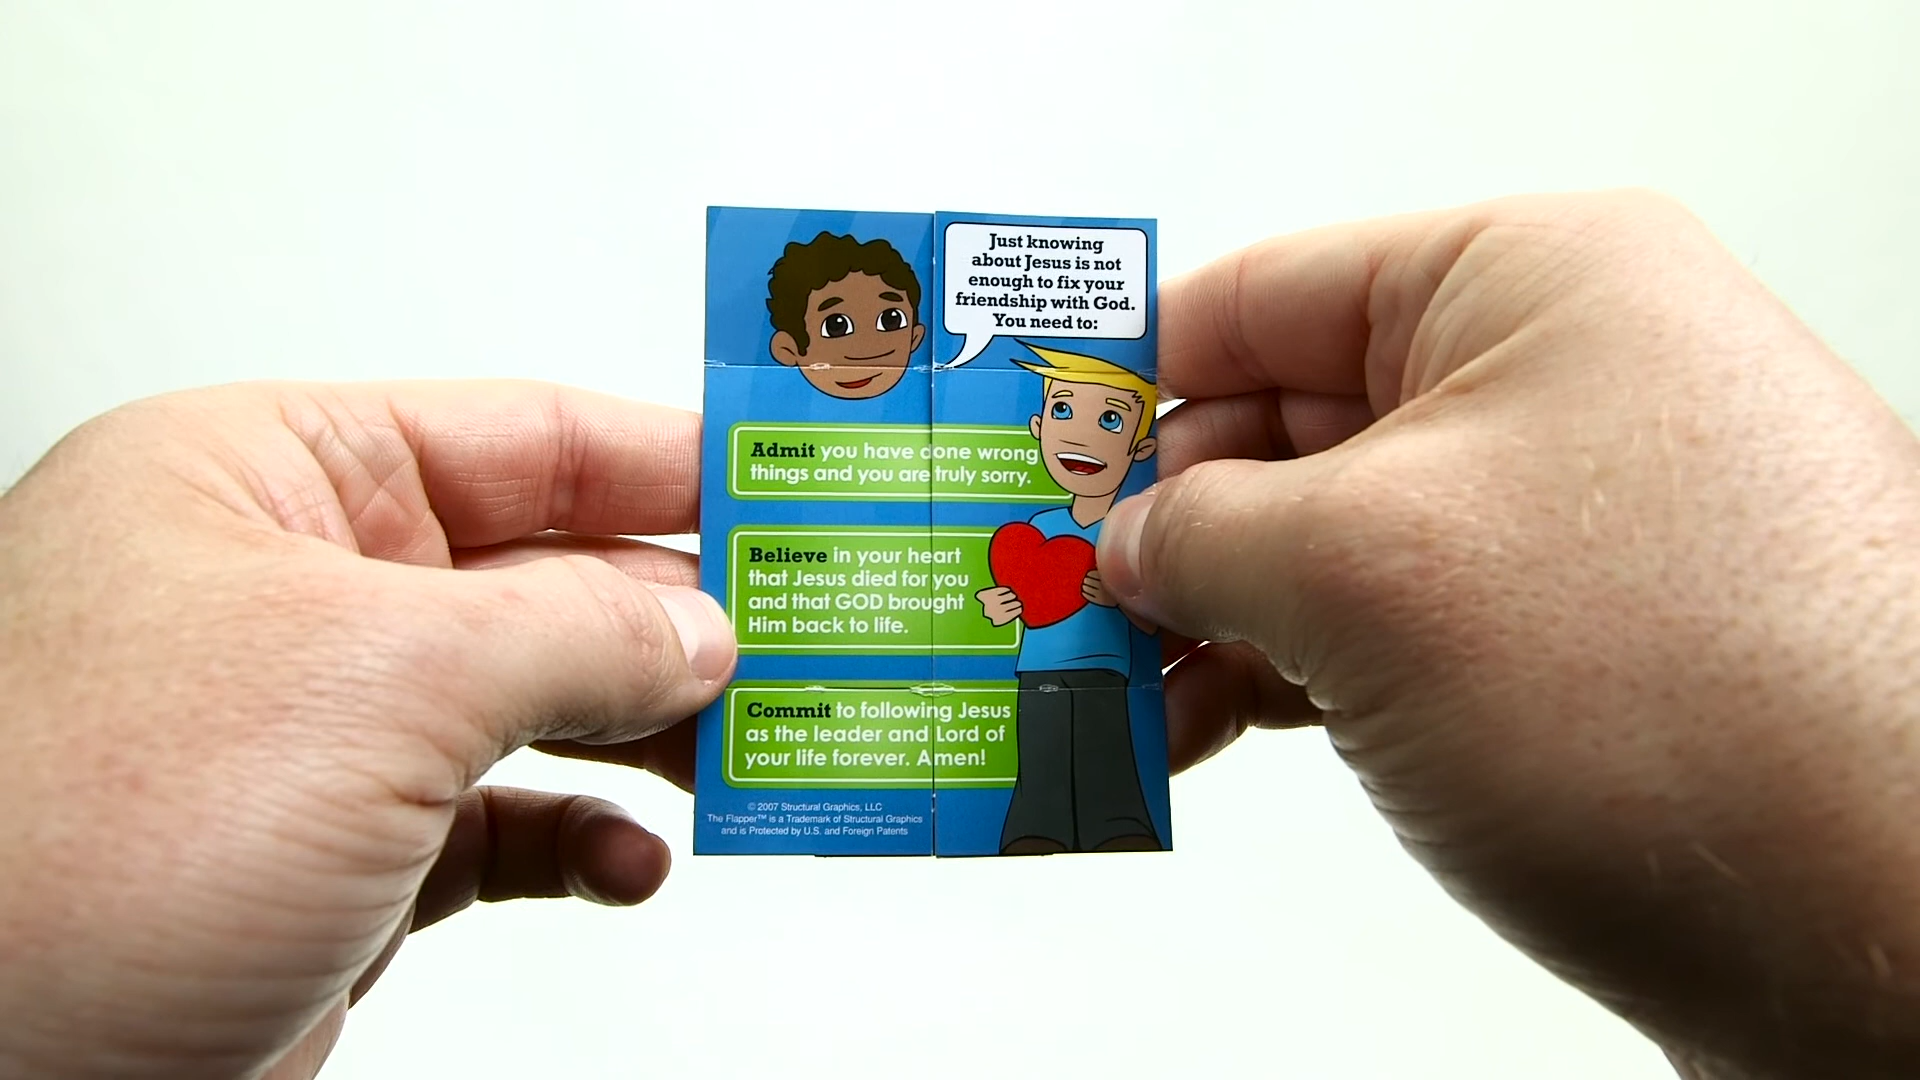 Just knowing
about Jesus is not
enough to fix your
friendship with God.
You need to:
Admit you have done wrong
things and you are truly sorry.
Believe in your heart
that Jesus died for you
and that GOD brought
Him back to life.
Commit to following Jesus
as the leader and Lord of
your life forever. Amen!
© 2007 Structural Graphics, LLC
The Flapper™ is a Trademark of Structural Graphics
and is Protected by U.S. and Foreign Patents